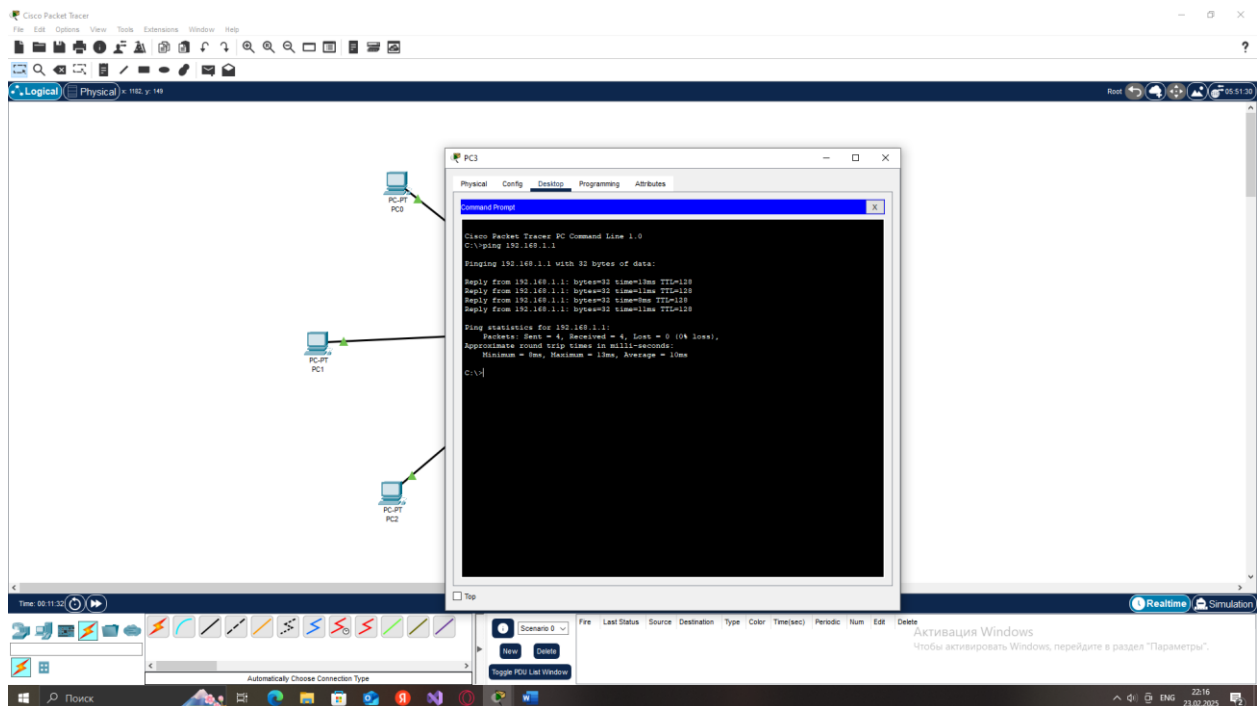 Cisco Packet Tracer
File Edit Options View Tools Extensions Window Help
?
Logical Physical x: 1182, y: 149 Root 05:51:30
PC3
Physical Config Desktop Programming Attributes
Command Prompt X
Cisco Packet Tracer PC Command Line 1.0
C:\>ping 192.168.1.1
Pinging 192.168.1.1 with 32 bytes of data:
Reply from 192.168.1.1: bytes=32 time=13ms TTL=128
Reply from 192.168.1.1: bytes=32 time=11ms TTL=128
Reply from 192.168.1.1: bytes=32 time=8ms TTL=128
Reply from 192.168.1.1: bytes=32 time=11ms TTL=128
Ping statistics for 192.168.1.1:
Packets: Sent = 4, Received = 4, Lost = 0 (0% loss),
Approximate round trip times in milli-seconds:
Minimum = 8ms, Maximum = 13ms, Average = 10ms
C:\>
PC-PT
PC0
PC-PT
PC1
PC-PT
PC2
Top
Time: 00:11:32 Realtime Simulation
Scenario 0
New Delete
Toggle PDU List Window
Fire Last Status Source Destination Type Color Time(sec) Periodic Num Edit Delete
Automatically Choose Connection Type
Активация Windows
Чтобы активировать Windows, перейдите в раздел "Параметры".
Поиск
ENG 22:16
23.02.2025